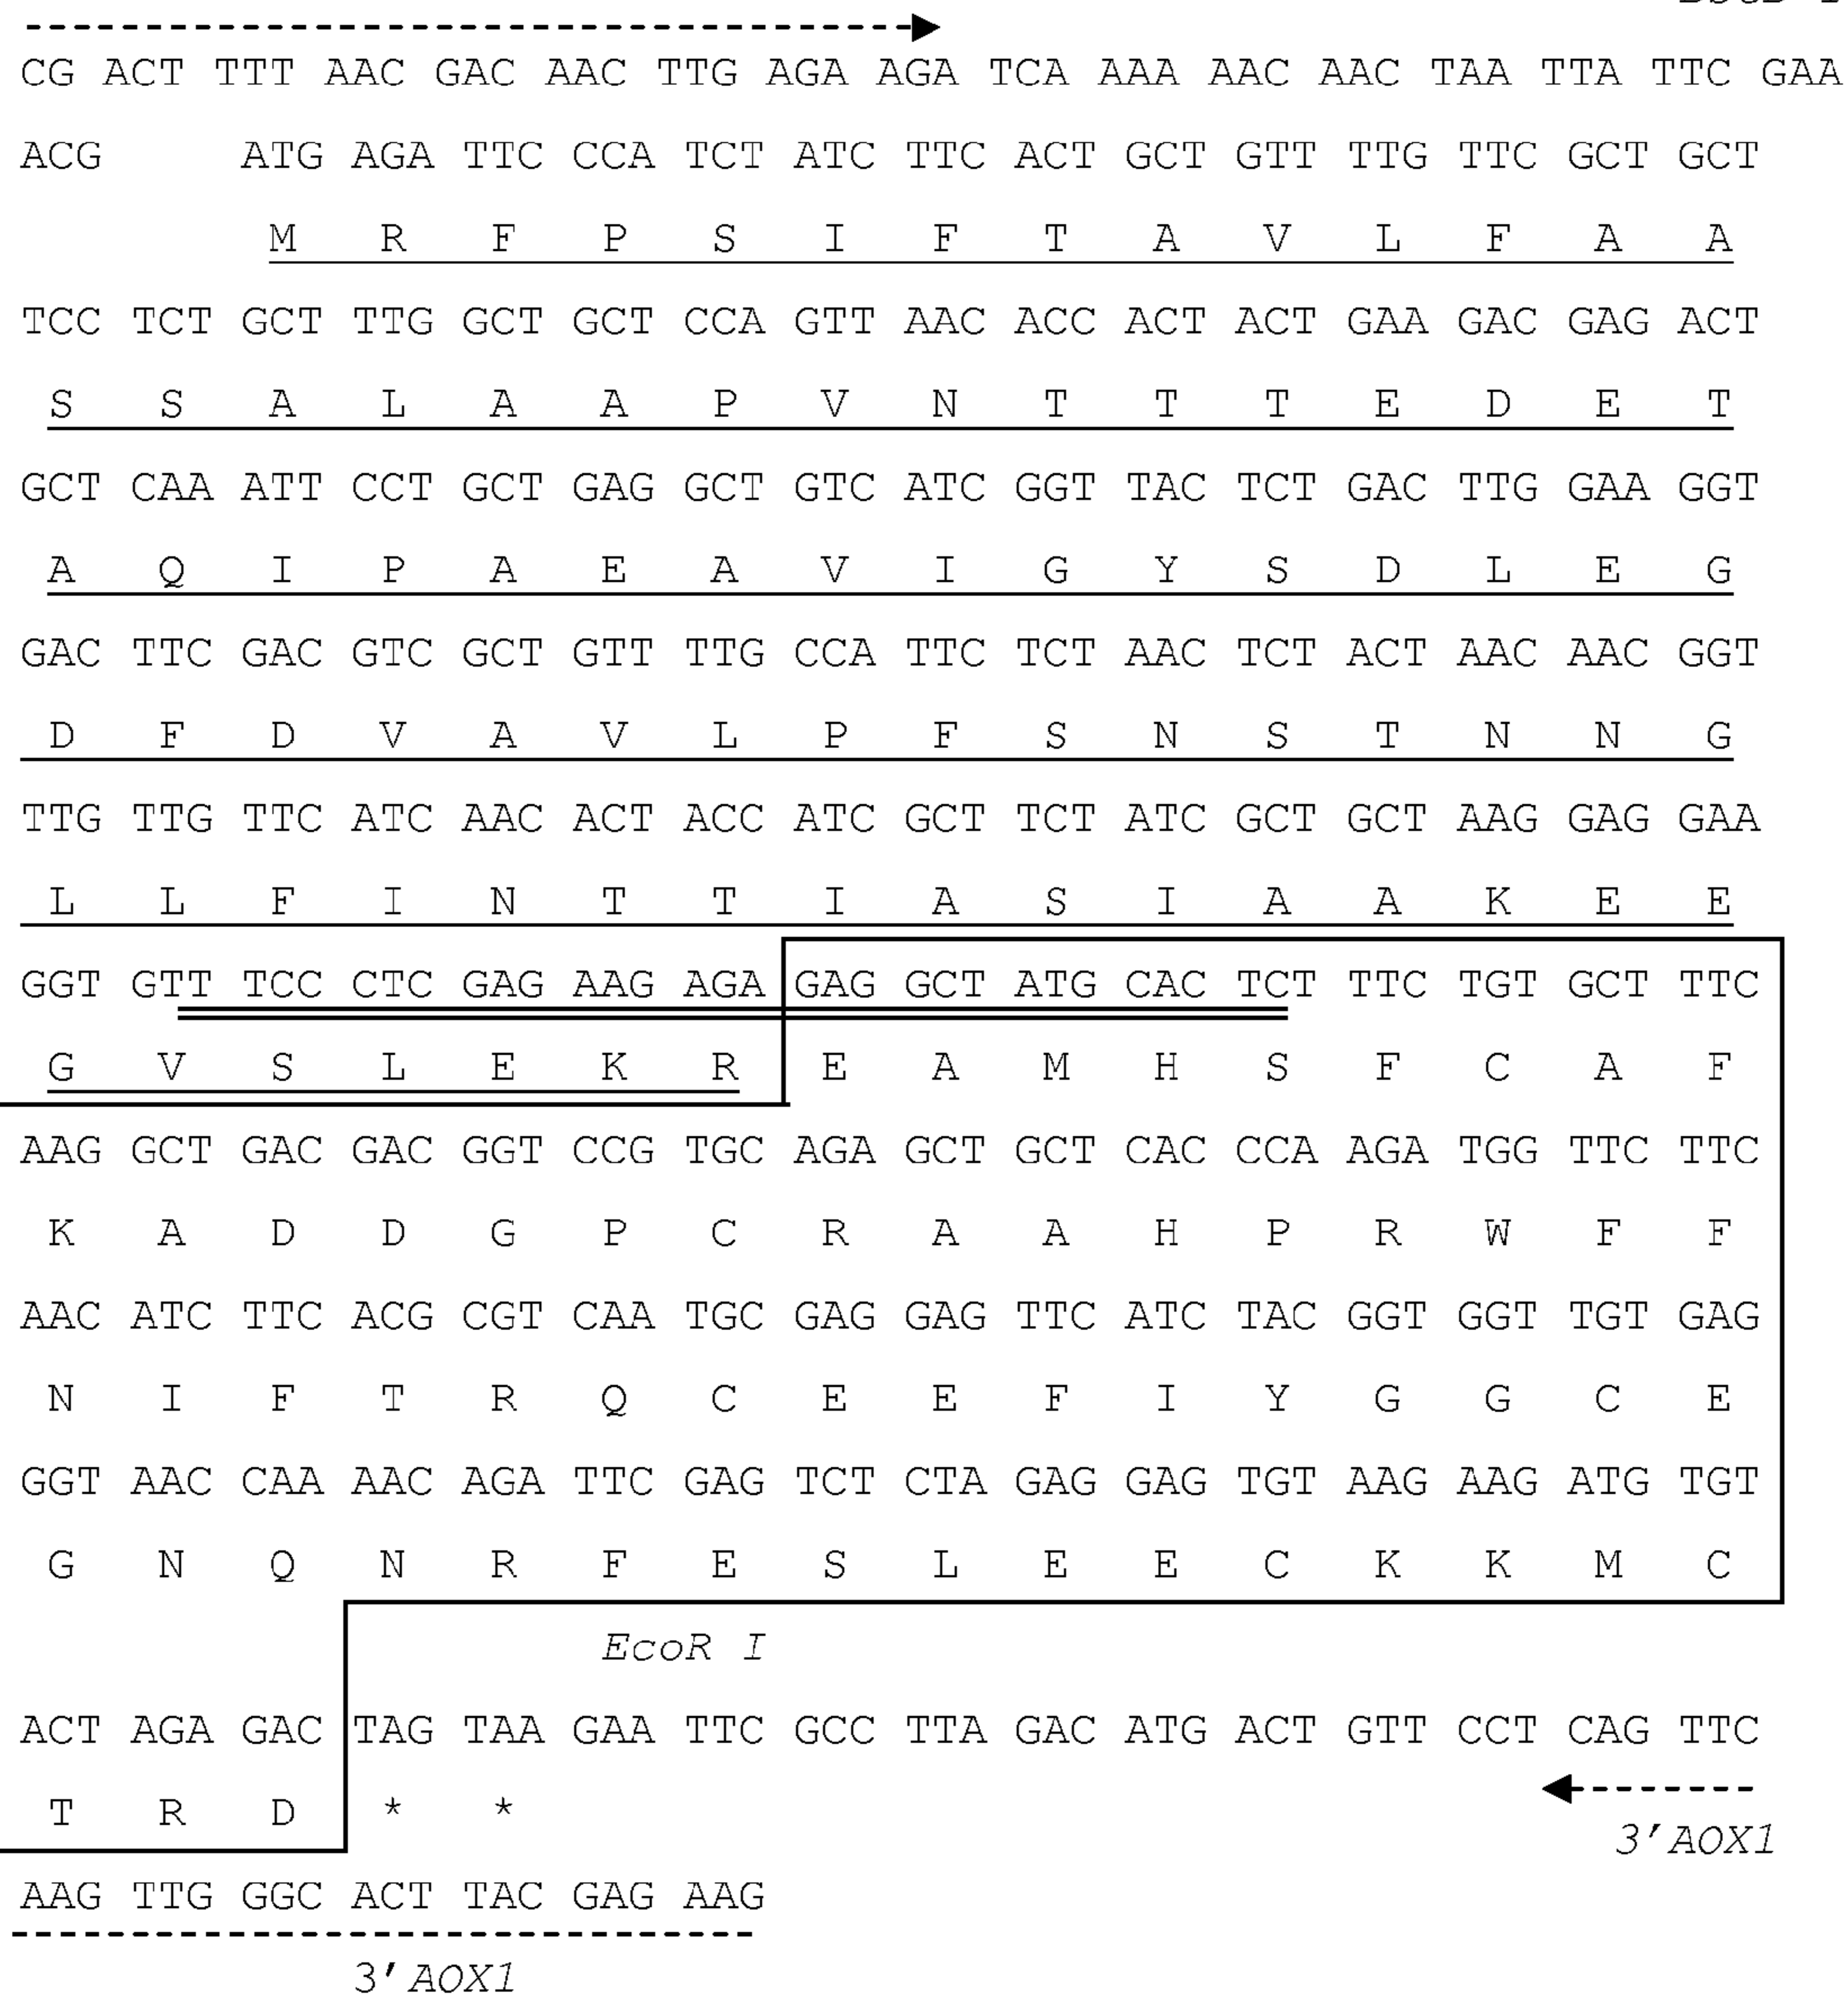 CG ACT TTT AAC GAC AAC TTG AGA AGA TCA AAA AAC AAC TAA TTA TTC GAA
ACG ATG AGA TTC CCA TCT ATC TTC ACT GCT GTT TTG TTC GCT GCT
M R F P S I F T A V L F A A
TCC TCT GCT TTG GCT GCT CCA GTT AAC ACC ACT ACT GAA GAC GAG ACT
S S A L A A P V N T T T E D E T
GCT CAA ATT CCT GCT GAG GCT GTC ATC GGT TAC TCT GAC TTG GAA GGT
A Q I P A E A V I G Y S D L E G
GAC TTC GAC GTC GCT GTT TTG CCA TTC TCT AAC TCT ACT AAC AAC GGT
D F D V A V L P F S N S T N N G
TTG TTG TTC ATC AAC ACT ACC ATC GCT TCT ATC GCT GCT AAG GAG GAA
L L F I N T T I A S I A A K E E
GGT GTT TCC CTC GAG AAG AGA GAG GCT ATG CAC TCT TTC TGT GCT TTC
G V S L E K R E A M H S F C A F
AAG GCT GAC GAC GGT CCG TGC AGA GCT GCT CAC CCA AGA TGG TTC TTC
K A D D G P C R A A H P R W F F
AAC ATC TTC ACG CGT CAA TGC GAG GAG TTC ATC TAC GGT GGT TGT GAG
N I F T R Q C E E F I Y G G C E
GGT AAC CAA AAC AGA TTC GAG TCT CTA GAG GAG TGT AAG AAG ATG TGT
G N Q N R F E S L E E C K K M C
EcoR I
ACT AGA GAC TAG TAA GAA TTC GCC TTA GAC ATG ACT GTT CCT CAG TTC
T R D * *
3'AOX1
AAG TTG GGC ACT TAC GAG AAG
3'AOX1